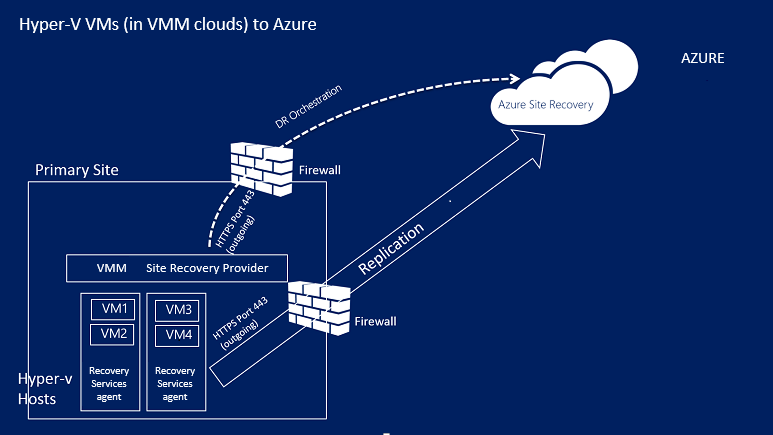 Hyper-V VMs (in VMM clouds) to Azure
AZURE
Azure Site Recovery
DR Orchestration
Firewall
Primary Site
HTTPS Port 443
(outgoing)
Replication
VMM Site Recovery Provider
VM1
VM2
VM3
VM4
HTTPS Port 443
(outgoing)
Firewall
Recovery
Services
agent
Recovery
Services
agent
Hyper-v
Hosts